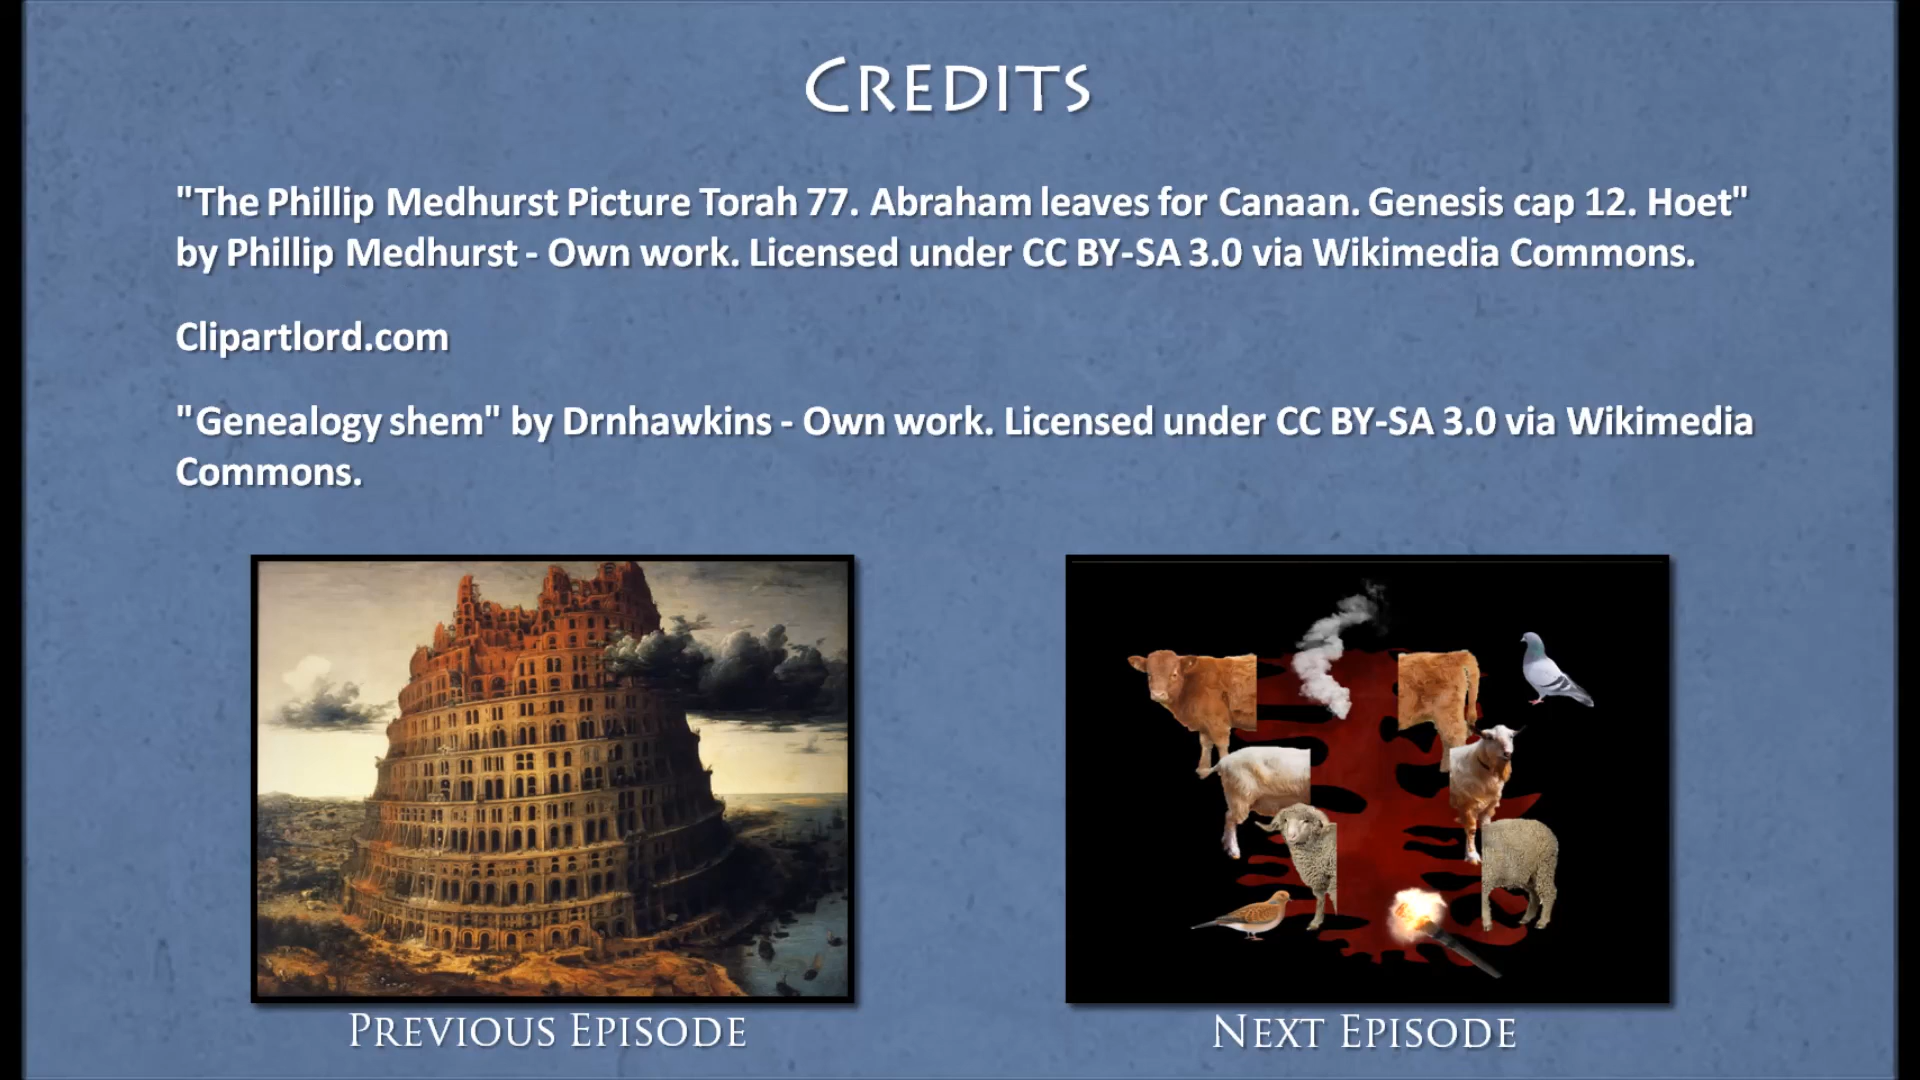 CREDITS
"The Phillip Medhurst Picture Torah 77. Abraham leaves for Canaan. Genesis cap 12. Hoet"
by Phillip Medhurst - Own work. Licensed under CC BY-SA 3.0 via Wikimedia Commons.
Clipartlord.com
"Genealogy shem" by Drnhawkins - Own work. Licensed under CC BY-SA 3.0 via Wikimedia
Commons.
PREVIOUS EPISODE
NEXT EPISODE